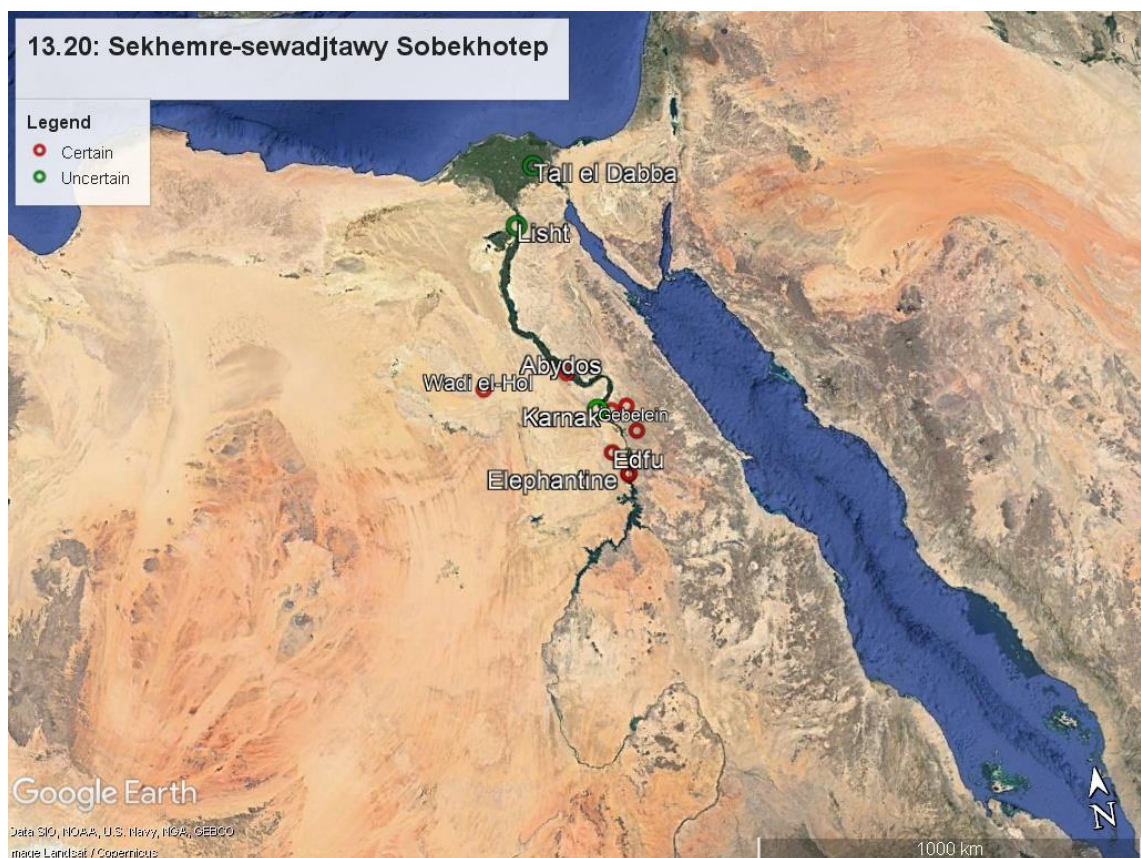 13.20: Sekhemre-sewadjtawy Sobekhotep
Legend
Certain
Uncertain
Tall el Dabba
Lisht
Abydos
Wadi el-Hol
Karnak
Gebelein
Edfu
Elephantine
Google Earth
Data SIO, NOAA, U.S. Navy, NGA, GEBCO
Image Landsat / Copernicus
1000 km
N